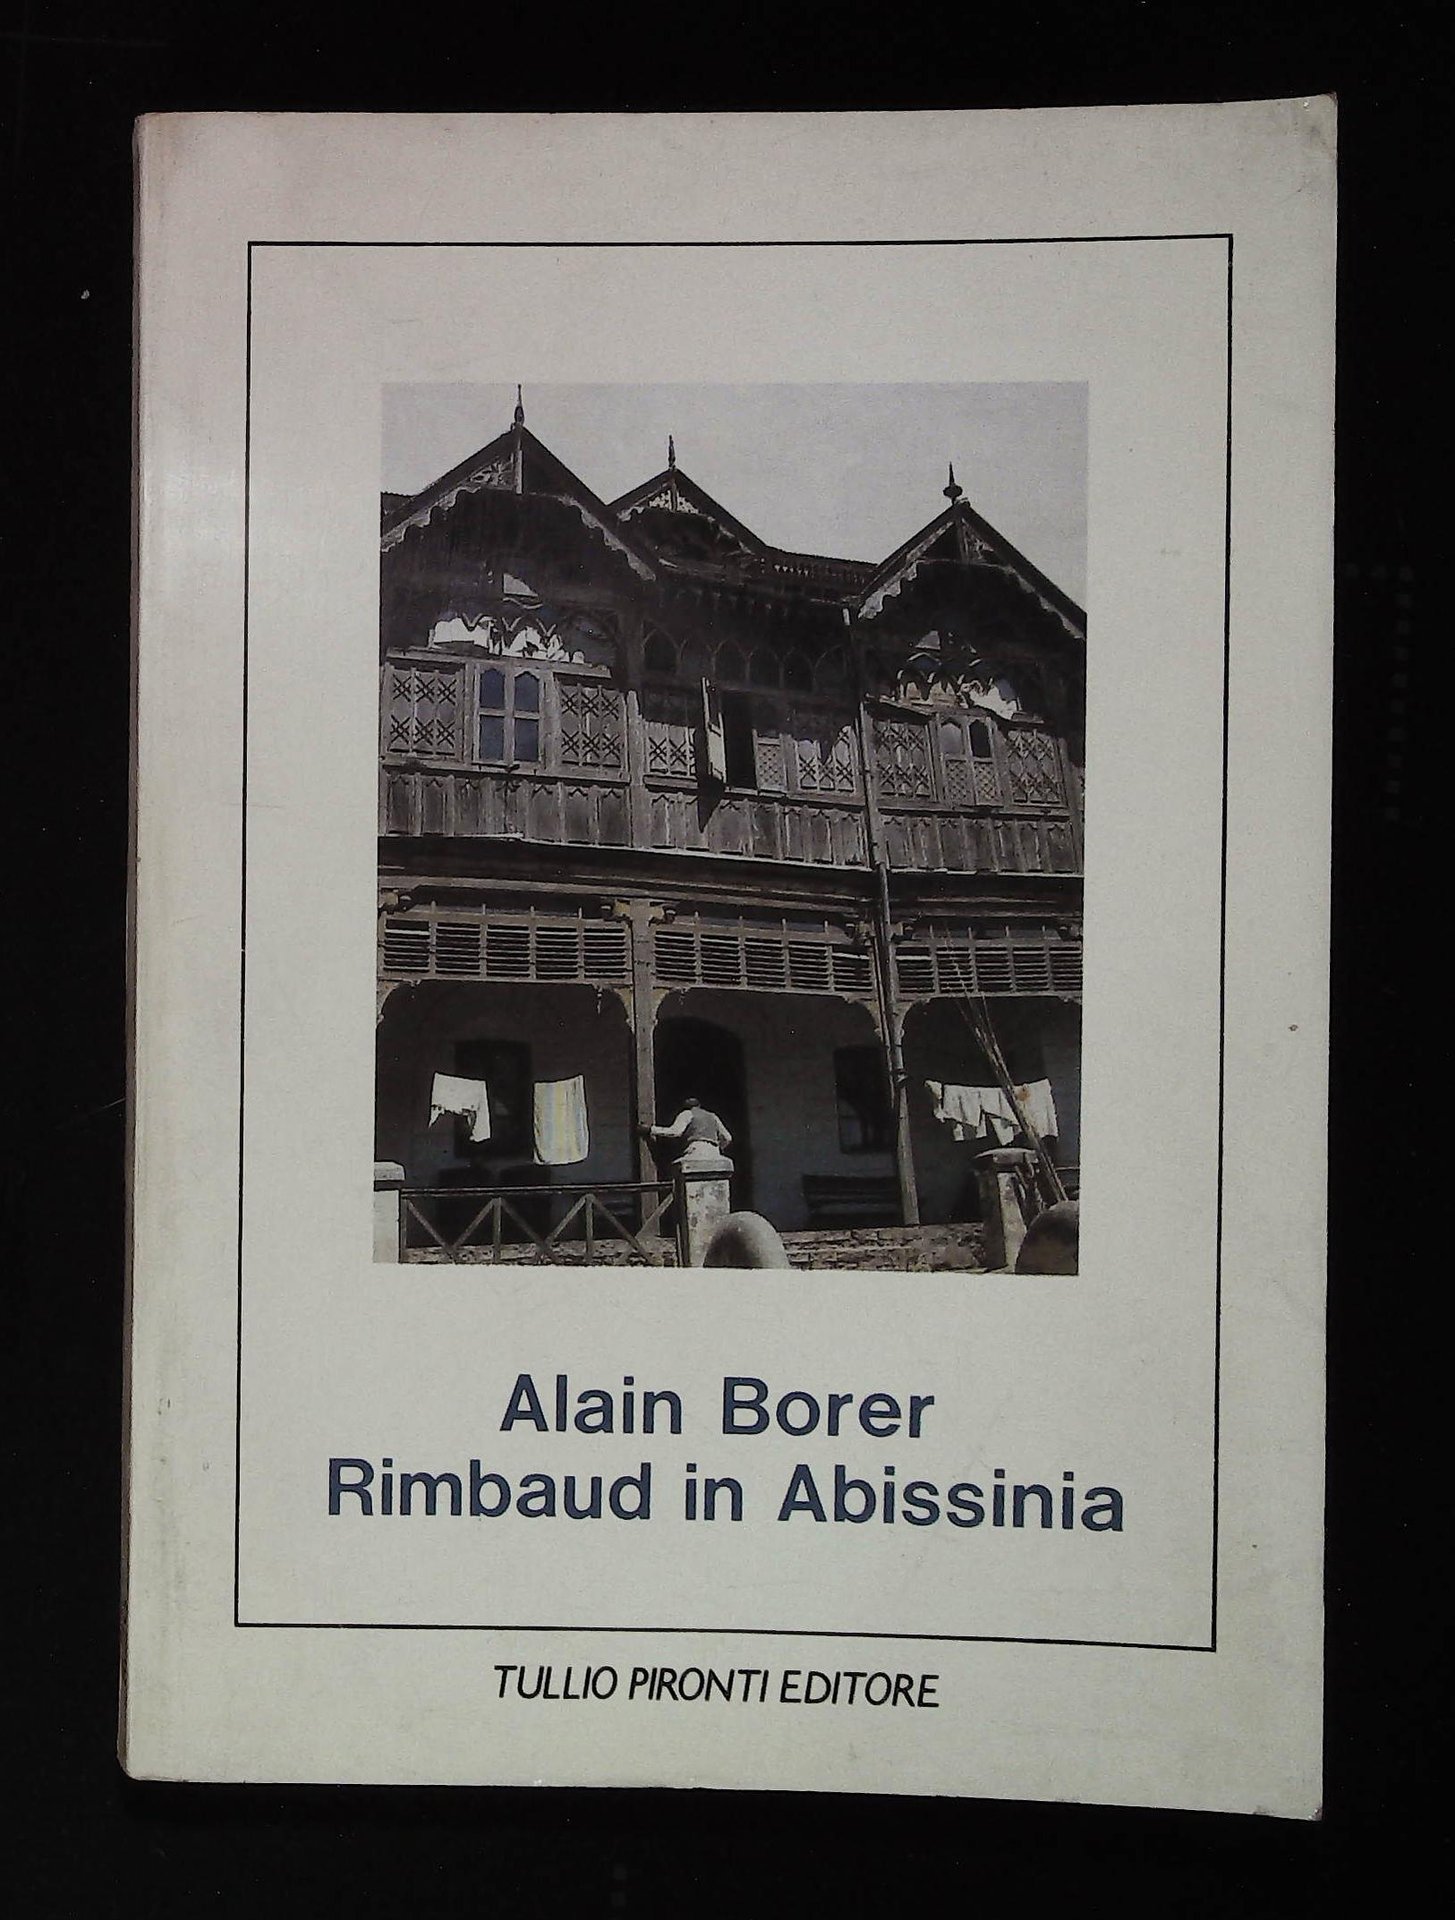 Alain Borer
Rimbaud in Abissinia
TULLIO PIRONTI EDITORE